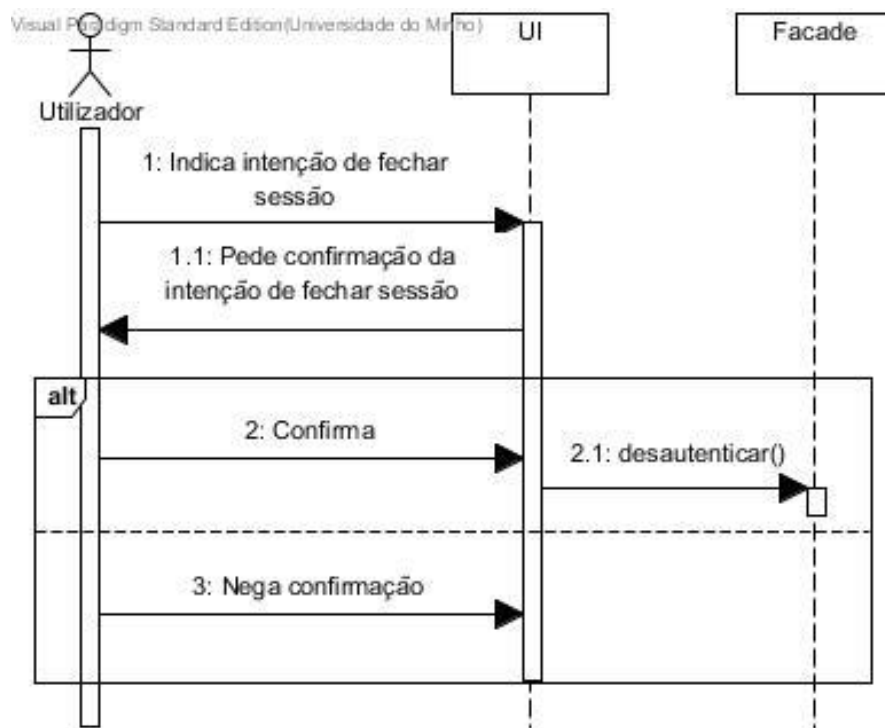 Visual Paradigm Standard Edition(Universidade do Minho)
UI
Facade
Utilizador
1: Indica intenção de fechar
sessão
1.1: Pede confirmação da
intenção de fechar sessão
alt
2: Confirma
2.1: desautenticar()
3: Nega confirmação